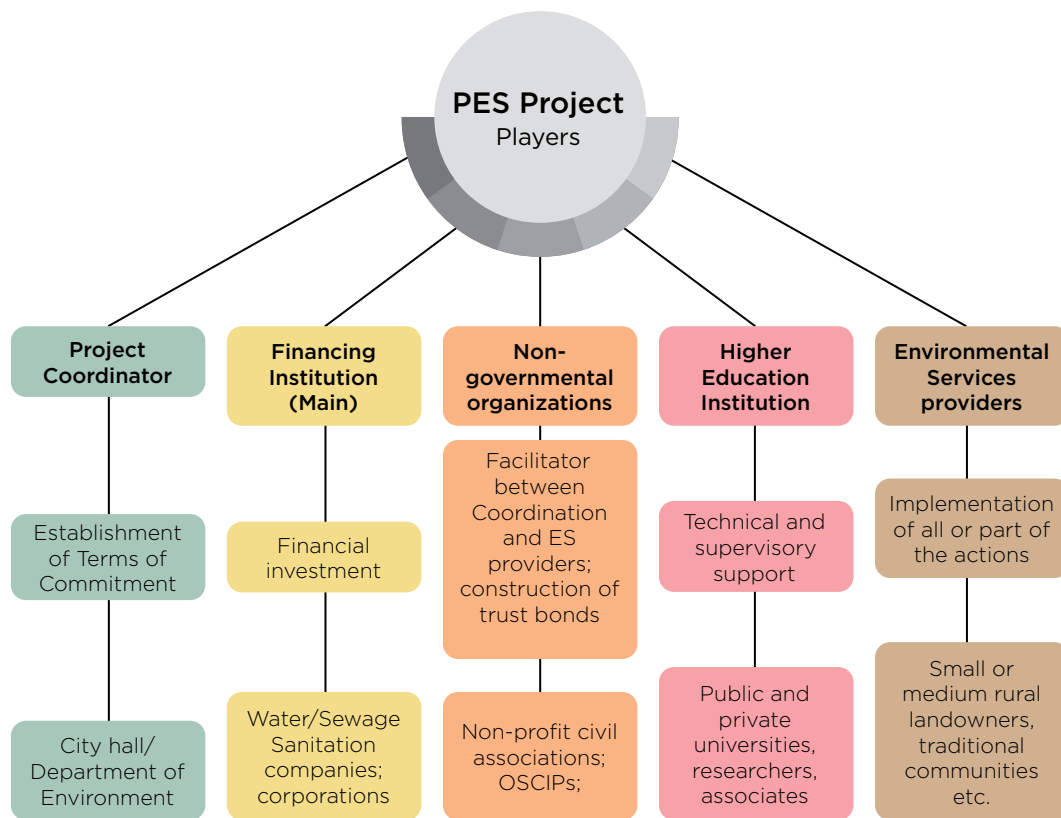 PES Project
Players
Project
Coordinator
Establishment
of Terms of
Commitment
City hall/
Department of
Environment
Financing
Institution
(Main)
Financial
investment
Water/Sewage
Sanitation
companies;
corporations
Non-
governmental
organizations
Facilitator
between
Coordination
and ES
providers;
construction of
trust bonds
Non-profit civil
associations;
OSCIPs;
Higher
Education
Institution
Technical and
supervisory
support
Public and
private
universities,
researchers,
associates
Environmental
Services
providers
Implementation
of all or part of
the actions
Small or
medium rural
landowners,
traditional
communities
etc.